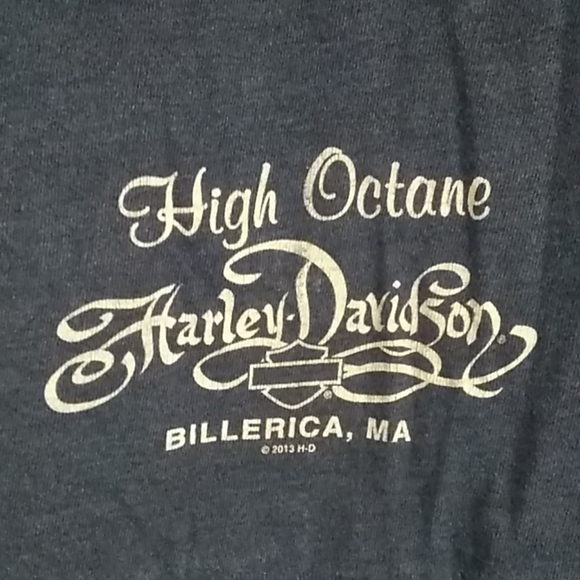 High Octane
Harley-Davidson®
®
BILLERICA, MA
© 2013 H-D